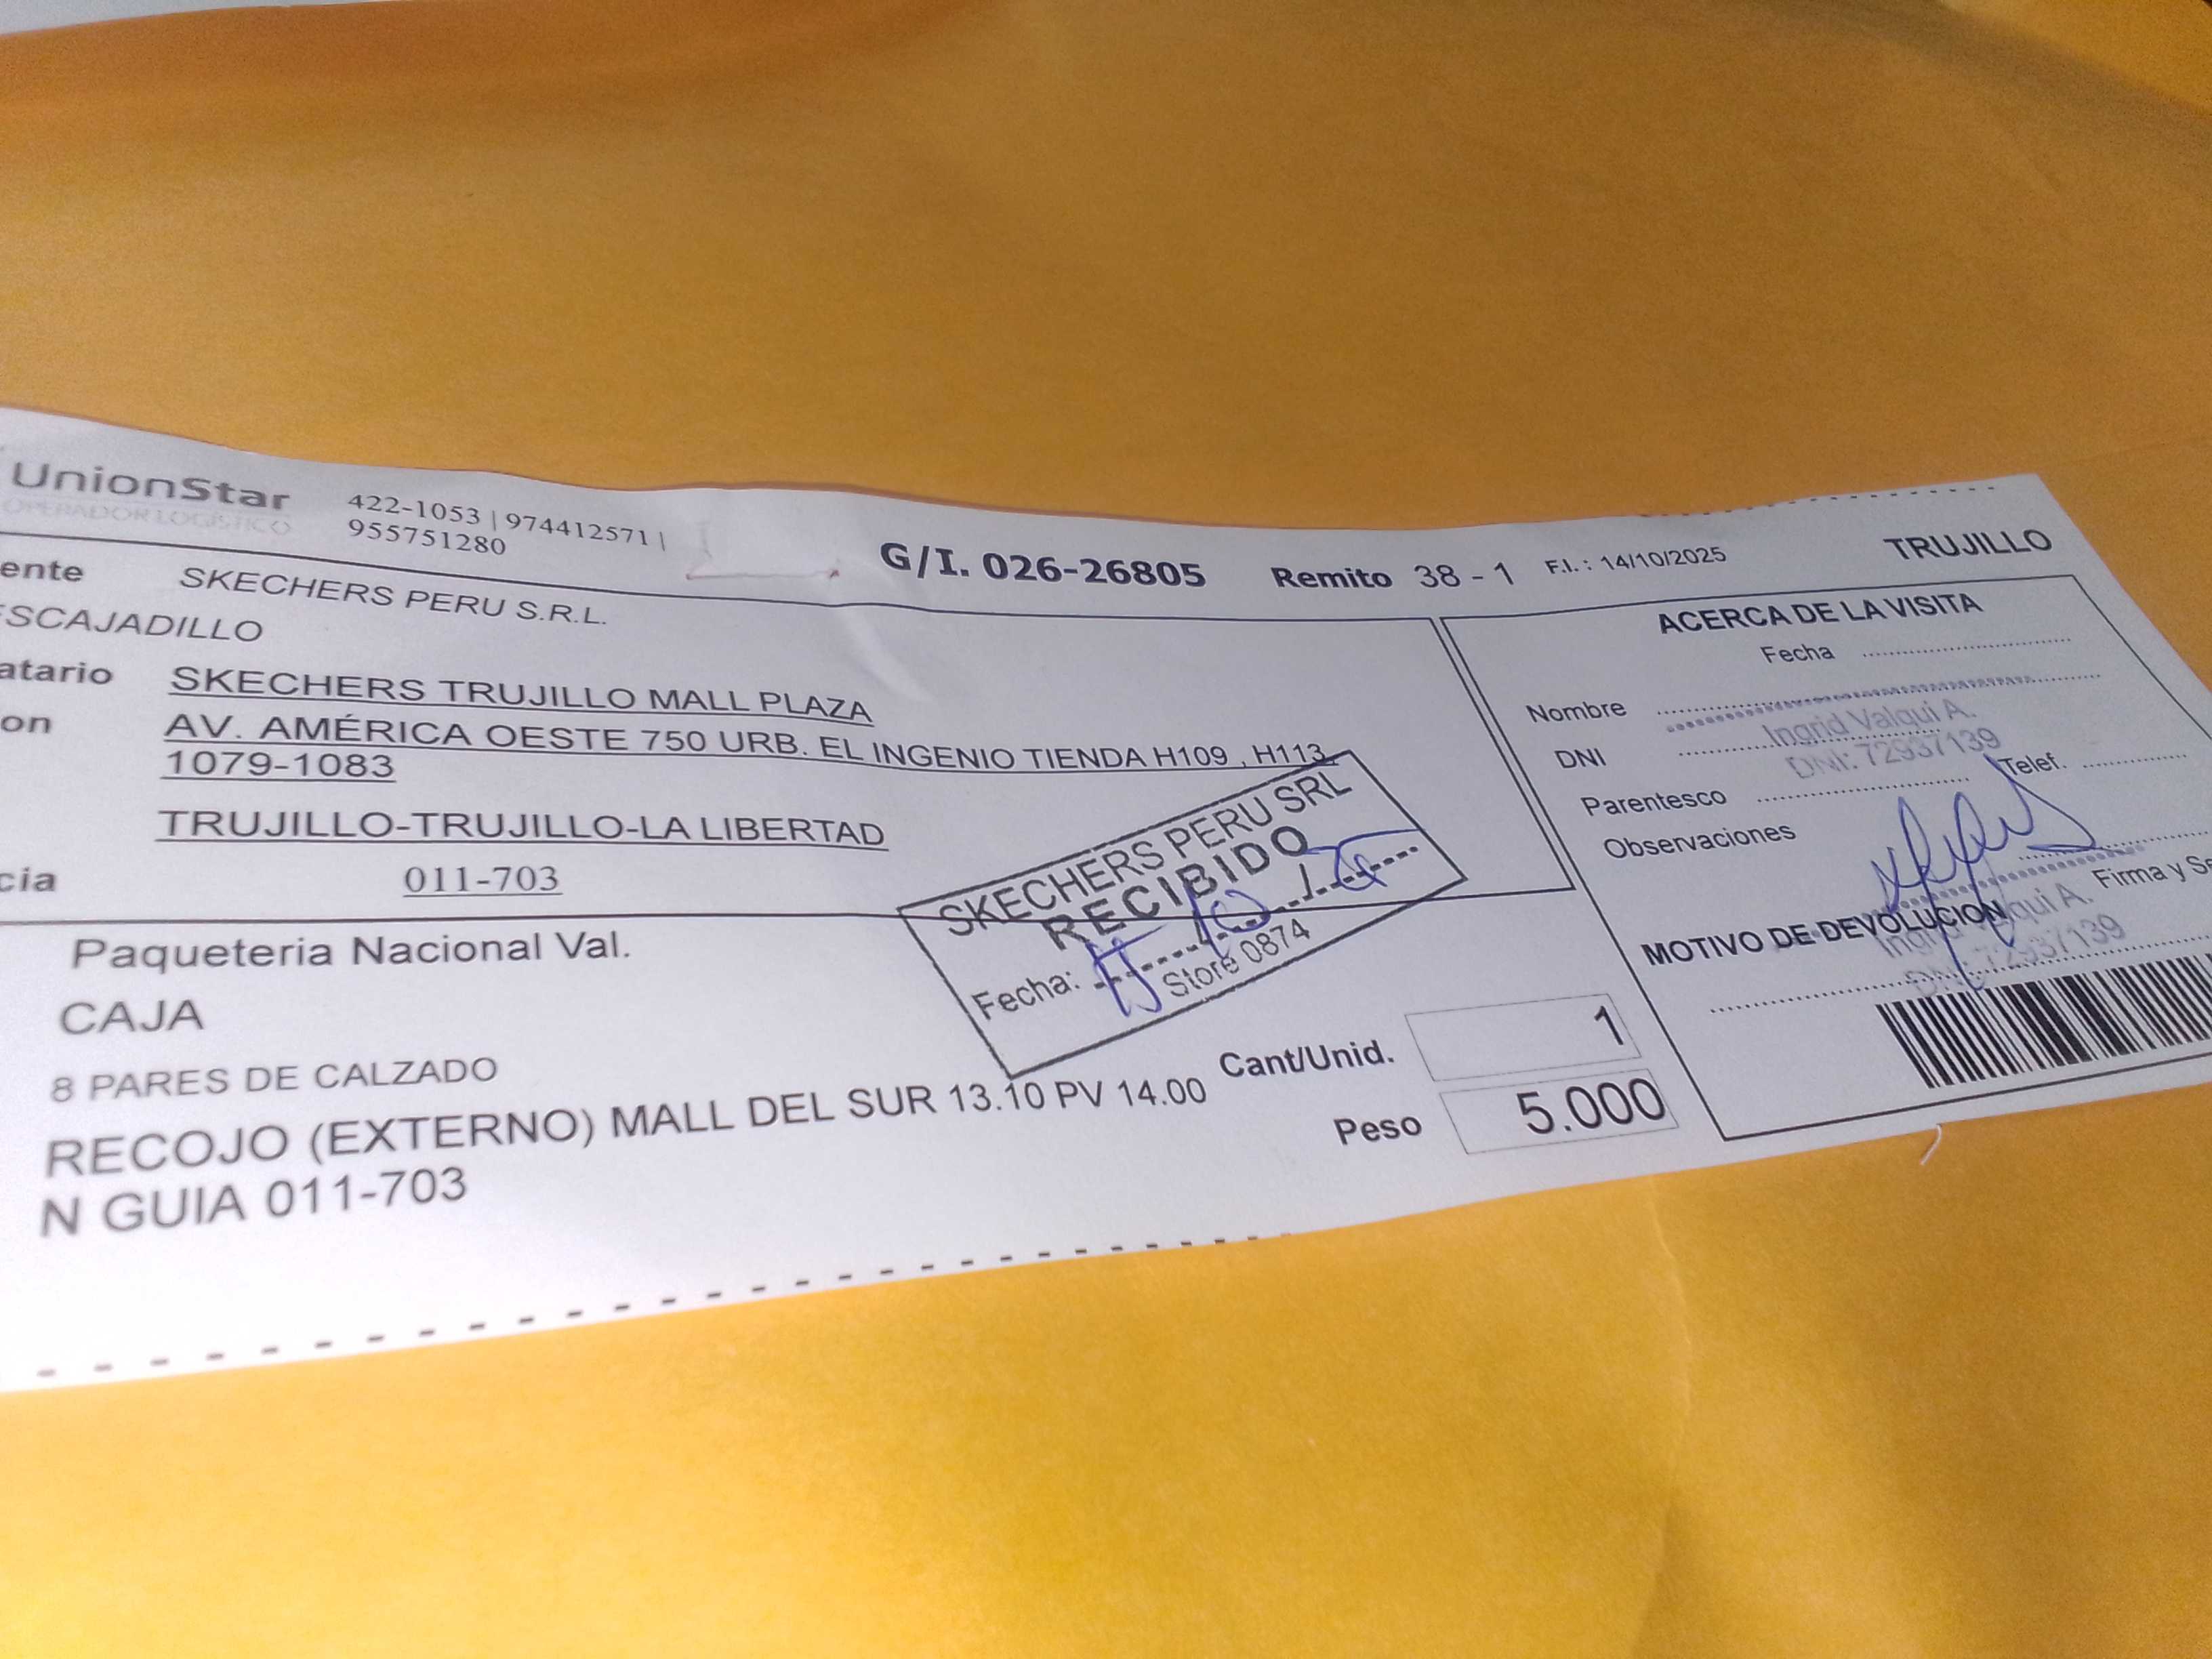 UnionStar
OPERADOR LOGÍSTICO
422-1053 | 974412571 |
955751280
G/I. 026-26805
Remito 38 - 1
F.I. : 14/10/2025
TRUJILLO
ente SKECHERS PERU S.R.L.
SCAJADILLO
atario SKECHERS TRUJILLO MALL PLAZA
on AV. AMÉRICA OESTE 750 URB. EL INGENIO TIENDA H109 , H113,
1079-1083
TRUJILLO-TRUJILLO-LA LIBERTAD
cia 011-703
Paqueteria Nacional Val.
CAJA
8 PARES DE CALZADO
RECOJO (EXTERNO) MALL DEL SUR 13.10 PV 14.00
N GUIA 011-703
SKECHERS PERU SRL
RECIBIDO
Fecha:
Store 0874
Cant/Unid. 1
Peso 5.000
ACERCA DE LA VISITA
Fecha
Nombre
Ingrid Valqui A.
DNI
DNI: 72937139
Parentesco
Telef.
Observaciones
Firma y Se
MOTIVO DE DEVOLUCION
qui A.
72937139